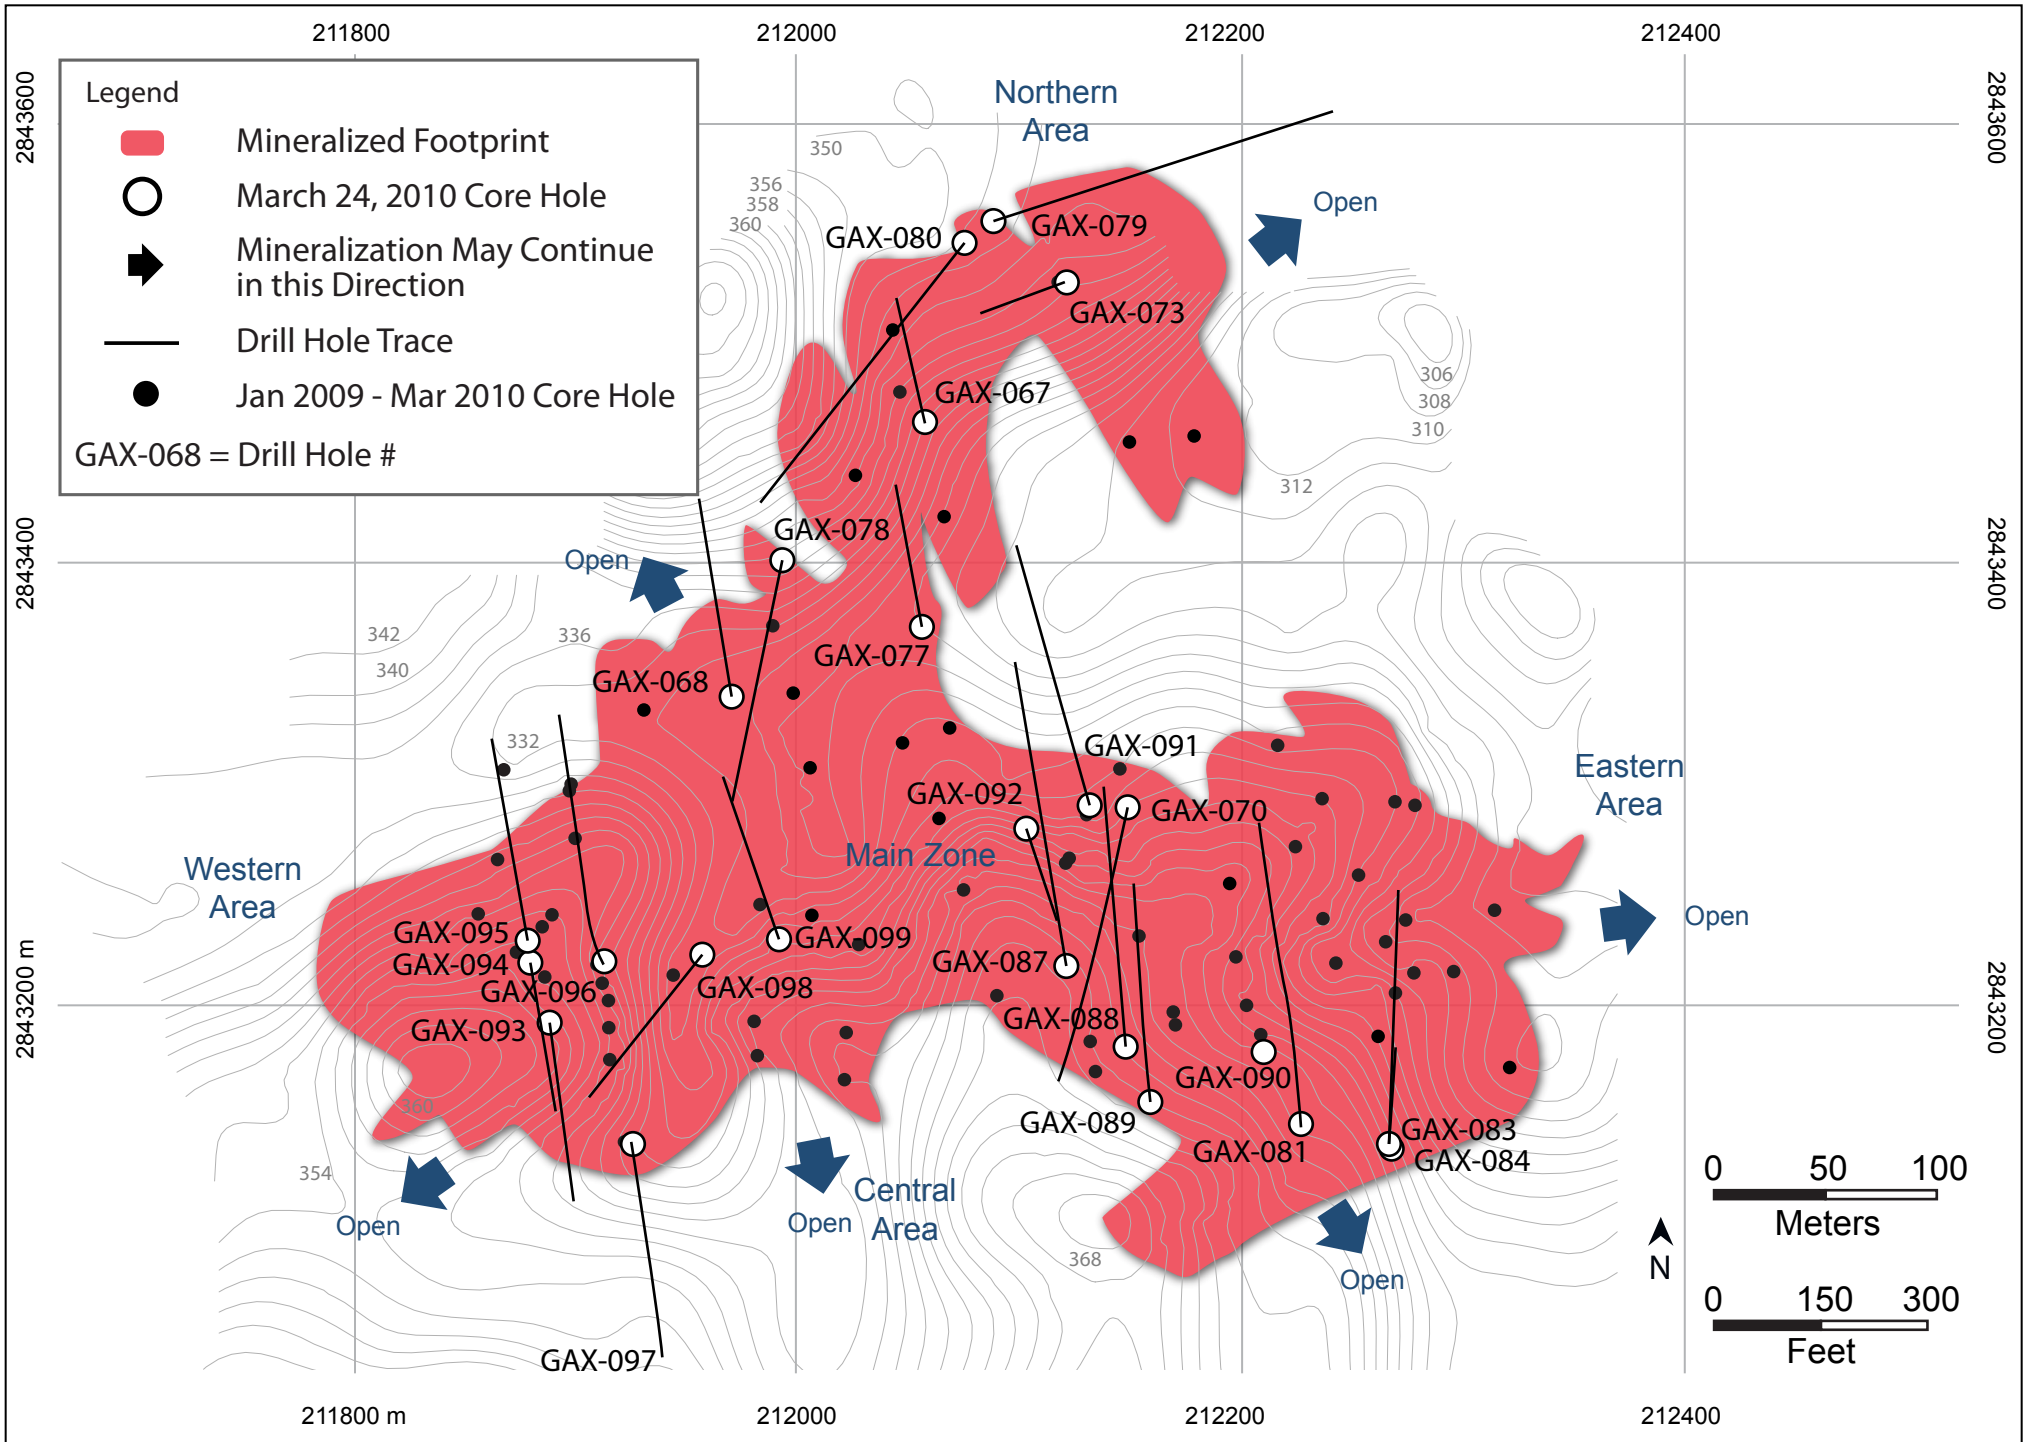 211800
212000
212200
212400
2843600
2843600
Legend
Mineralized Footprint
March 24, 2010 Core Hole
Mineralization May Continue
in this Direction
Drill Hole Trace
Jan 2009 - Mar 2010 Core Hole
GAX-068 = Drill Hole #
Northern
Area
350
356
358
360
Open
GAX-080
GAX-079
GAX-073
GAX-067
306
308
310
312
GAX-078
2843400
2843400
Open
342
336
340
GAX-077
GAX-068
332
GAX-091
Eastern
Area
GAX-092
GAX-070
Main Zone
Western
Area
Open
GAX-095
GAX-099
GAX-094
GAX-087
GAX-096
GAX-098
2843200 m
2843200
GAX-093
GAX-088
GAX-090
360
GAX-089
GAX-083
GAX-081
GAX-084
354
Central
Area
Open
Open
368
Open
0 50 100
Meters
N
0 150 300
Feet
GAX-097
211800 m
212000
212200
212400